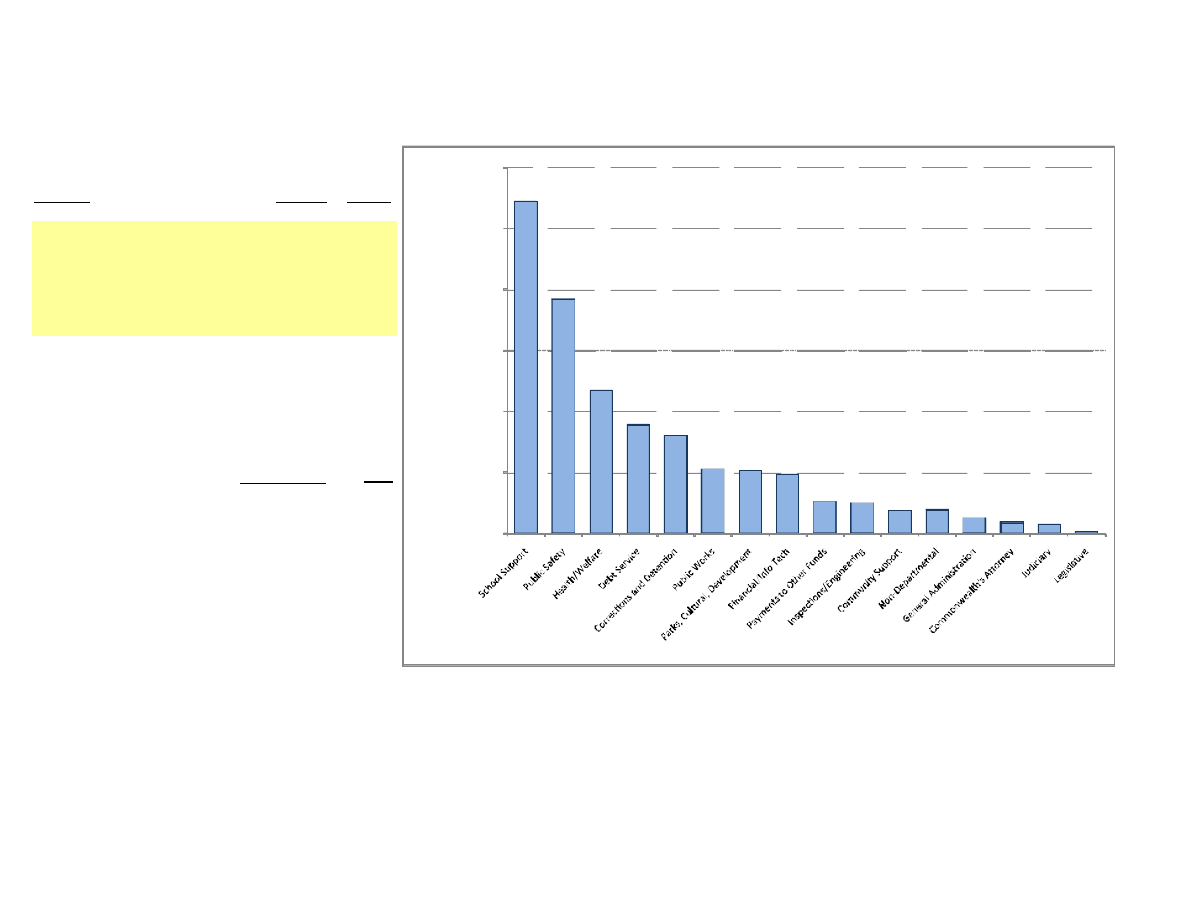 School Support
Public Safety
Health/Welfare
Debt Service
Corrections and Detention
Public Works
Parks, Cultural, Development
Financial, Info Tech
Payments to Other Funds
Inspections/Engineering
Community Support
Non-Departmental
General Administration
Commonwealth's Attorney
Judiciary
Legislative